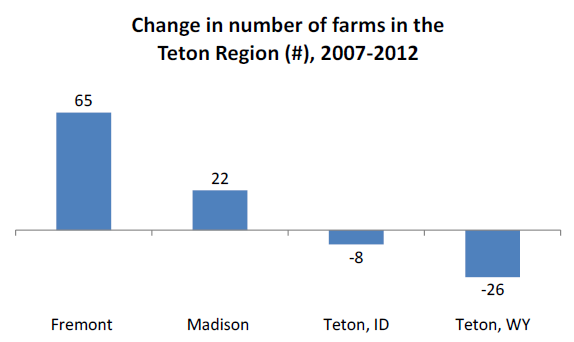 Change in number of farms in the
Teton Region (#), 2007-2012
65
22
-8
-26
Fremont
Madison
Teton, ID
Teton, WY